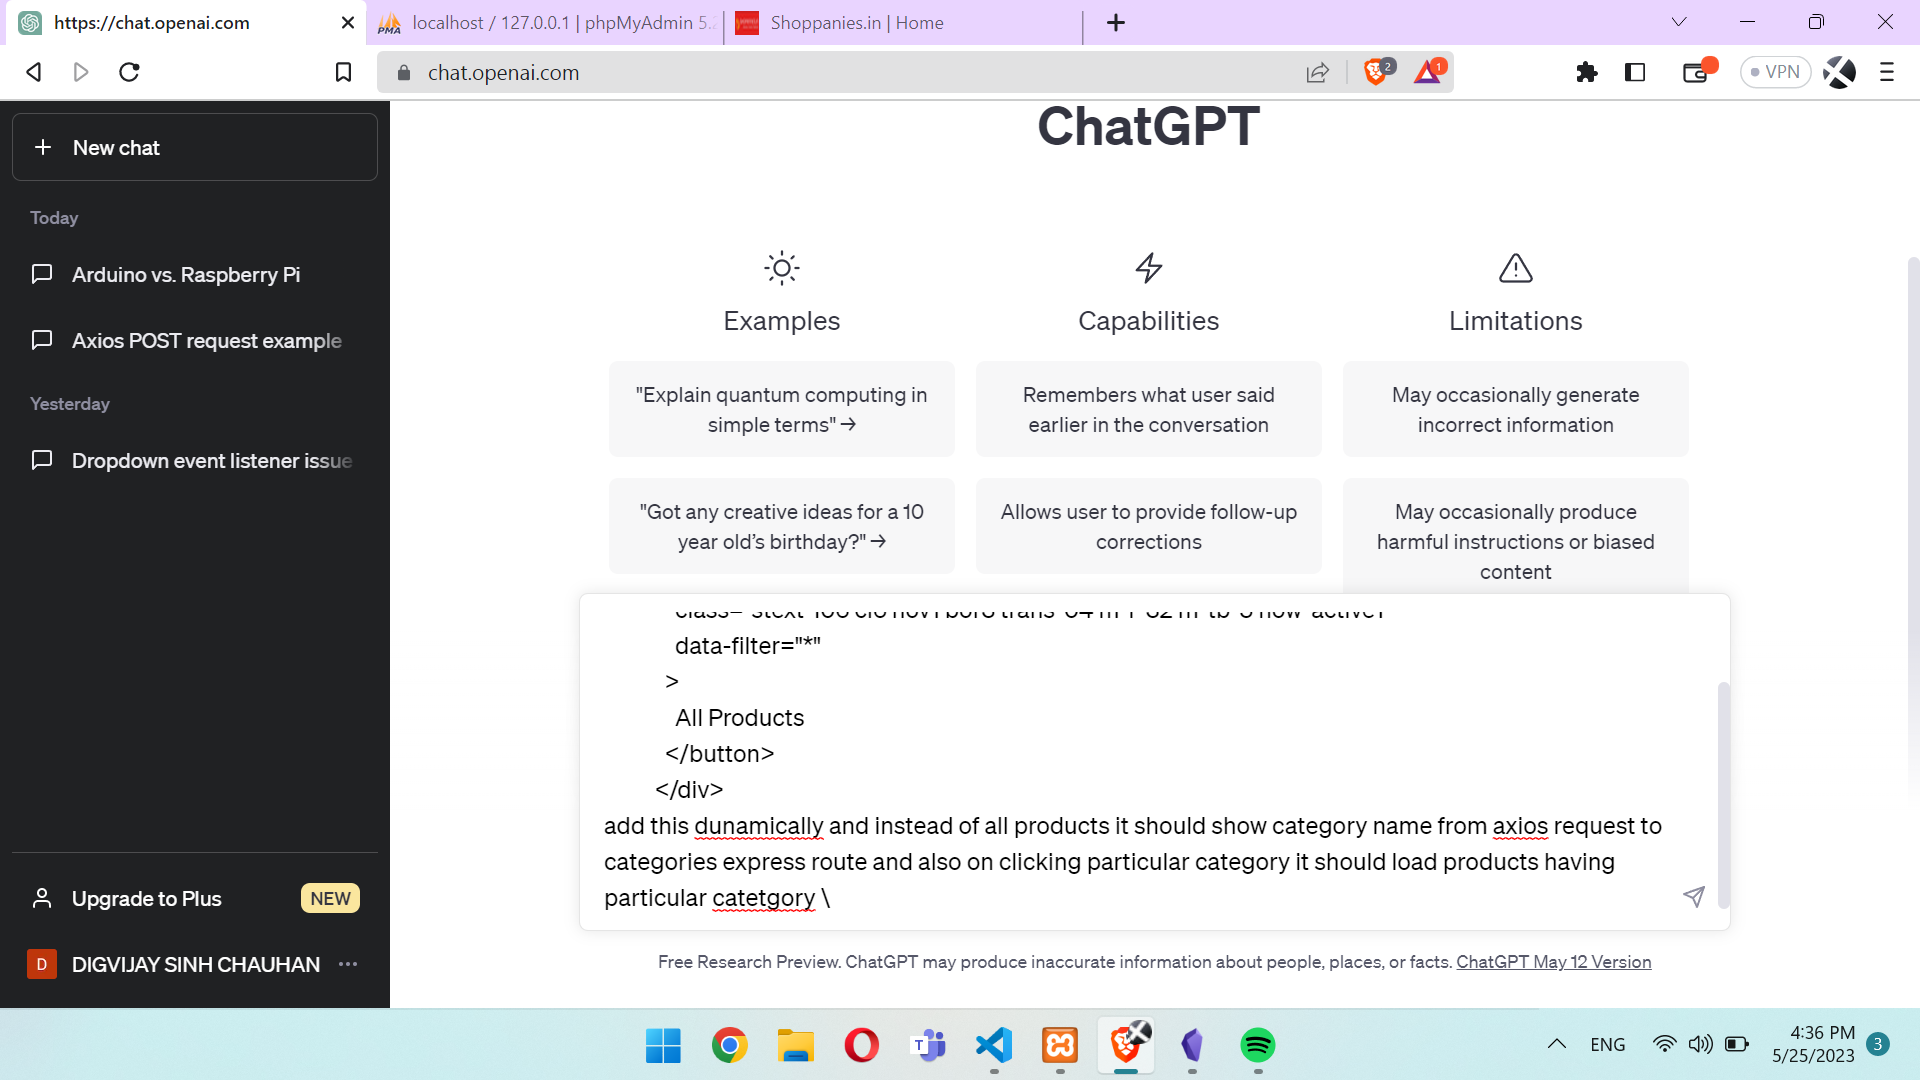 https://chat.openai.com
localhost / 127.0.0.1 | phpMyAdmin 5.2
Shoppanies.in | Home
chat.openai.com
2
1
VPN
New chat
Today
Arduino vs. Raspberry Pi
Axios POST request example
Yesterday
Dropdown event listener issue
Upgrade to Plus
NEW
D
DIGVIJAY SINH CHAUHAN
ChatGPT
Examples
Capabilities
Limitations
"Explain quantum computing in
simple terms" →
Remembers what user said
earlier in the conversation
May occasionally generate
incorrect information
"Got any creative ideas for a 10
year old's birthday?" →
Allows user to provide follow-up
corrections
May occasionally produce
harmful instructions or biased
content
data-filter="*"
>
All Products
</button>
</div>
add this dunamically and instead of all products it should show category name from axios request to
categories express route and also on clicking particular category it should load products having
particular catetgory \
Free Research Preview. ChatGPT may produce inaccurate information about people, places, or facts. ChatGPT May 12 Version
ENG
4:36 PM
5/25/2023
3